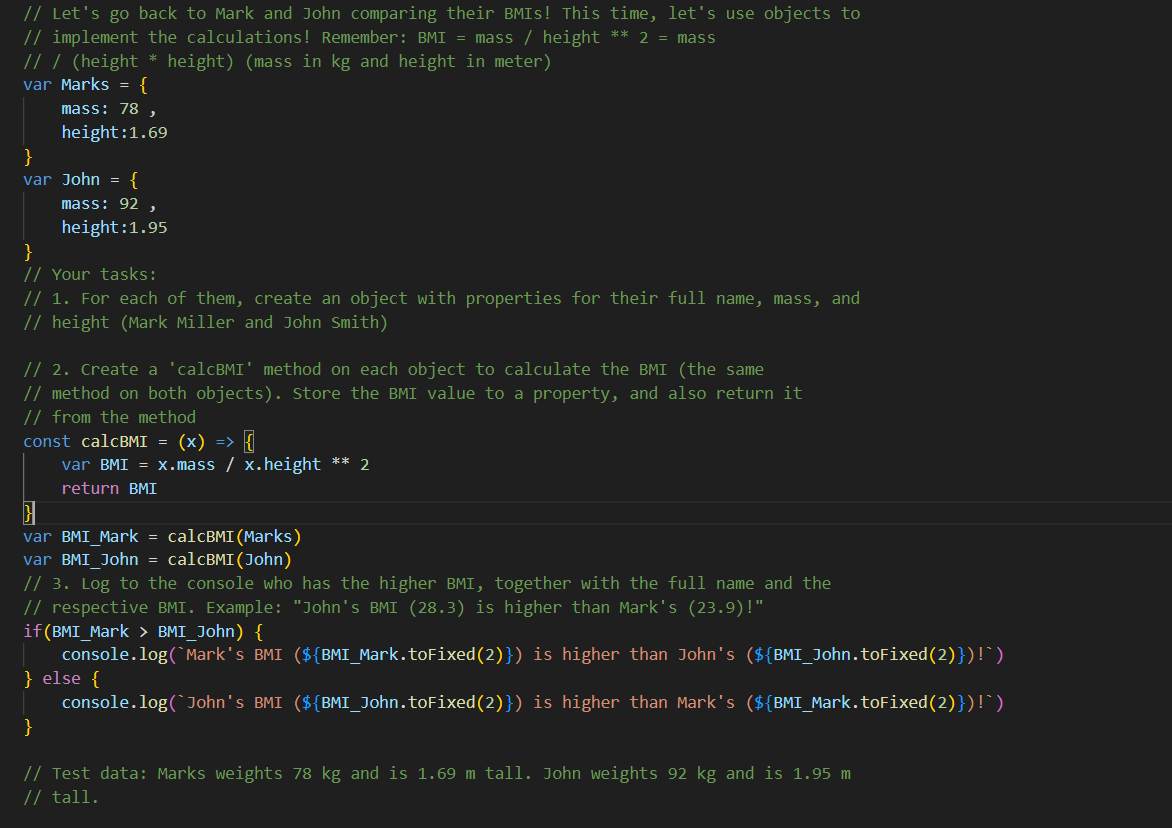 // Let's go back to Mark and John comparing their BMIs! This time, let's use objects to
// implement the calculations! Remember: BMI = mass / height ** 2 = mass
// / (height * height) (mass in kg and height in meter)
var Marks = {
    mass: 78 ,
    height:1.69
}
var John = {
    mass: 92 ,
    height:1.95
}
// Your tasks:
// 1. For each of them, create an object with properties for their full name, mass, and
// height (Mark Miller and John Smith)

// 2. Create a 'calcBMI' method on each object to calculate the BMI (the same
// method on both objects). Store the BMI value to a property, and also return it
// from the method
const calcBMI = (x) => {
    var BMI = x.mass / x.height ** 2
    return BMI
}
var BMI_Mark = calcBMI(Marks)
var BMI_John = calcBMI(John)
// 3. Log to the console who has the higher BMI, together with the full name and the
// respective BMI. Example: "John's BMI (28.3) is higher than Mark's (23.9)!"
if(BMI_Mark > BMI_John) {
    console.log(`Mark's BMI (${BMI_Mark.toFixed(2)}) is higher than John's (${BMI_John.toFixed(2)})!`)
} else {
    console.log(`John's BMI (${BMI_John.toFixed(2)}) is higher than Mark's (${BMI_Mark.toFixed(2)})!`)
}

// Test data: Marks weights 78 kg and is 1.69 m tall. John weights 92 kg and is 1.95 m
// tall.